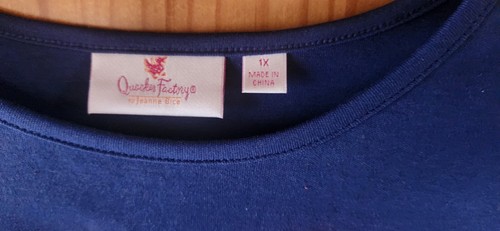 Quacker Factory®
by Jeanne Bice
1X
MADE IN
CHINA